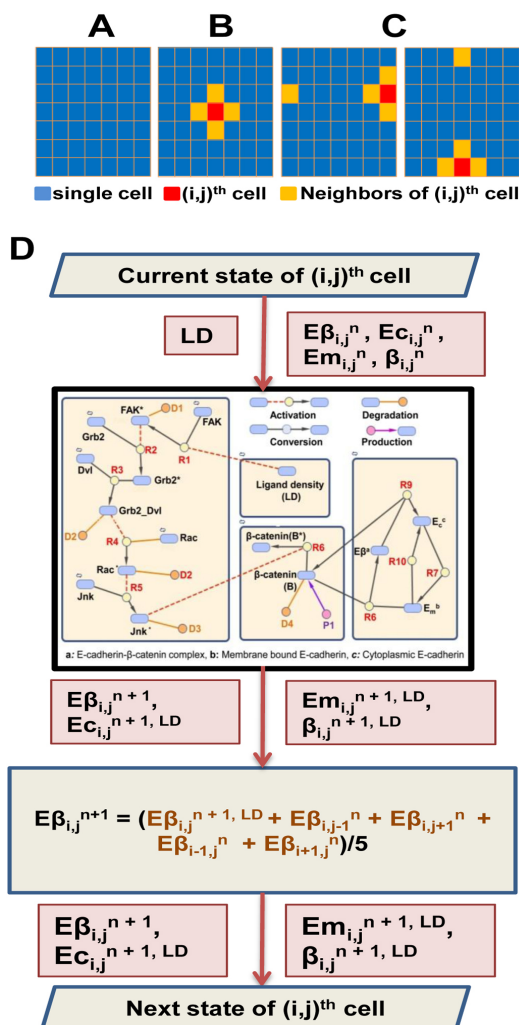 A
B
C
single cell
(i,j)th cell
Neighbors of (i,j)th cell
D
Current state of (i,j)th cell
LD
Eβi,jn , Eci,jn ,
Emi,jn , βi,jn
FAK*
D1
FAK
Grb2
R2
R1
Dvl
R3
Grb2*
Grb2_Dvl
D2
R4
Rac
Rac*
D2
R5
Jnk
Jnk*
D3
Activation
Degradation
Conversion
Production
Ligand density
(LD)
β-catenin(B*)
R6
β-catenin
(B)
D4
P1
R9
Ecc
Eβa
R10
R7
R6
Emb
a: E-cadherin-β-catenin complex, b: Membrane bound E-cadherin, c: Cytoplasmic E-cadherin
Eβi,jn + 1,
Eci,jn + 1, LD
Emi,jn + 1, LD,
βi,jn + 1, LD
Eβi,jn+1 = (Eβi,jn + 1, LD + Eβi,j-1n + Eβi,j+1n +
Eβi-1,jn + Eβi+1,jn)/5
Eβi,jn + 1,
Eci,jn + 1, LD
Emi,jn + 1, LD,
βi,jn + 1, LD
Next state of (i,j)th cell